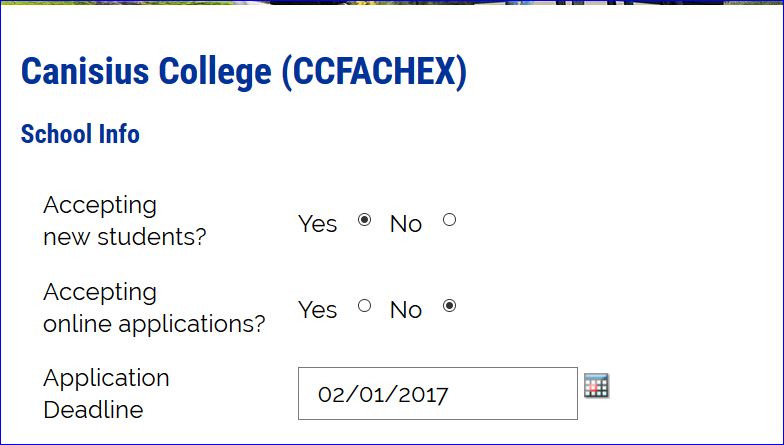 Canisius College (CCFACHEX)
School Info
Accepting
new students?
Yes No
Accepting
online applications?
Yes No
Application
Deadline
02/01/2017